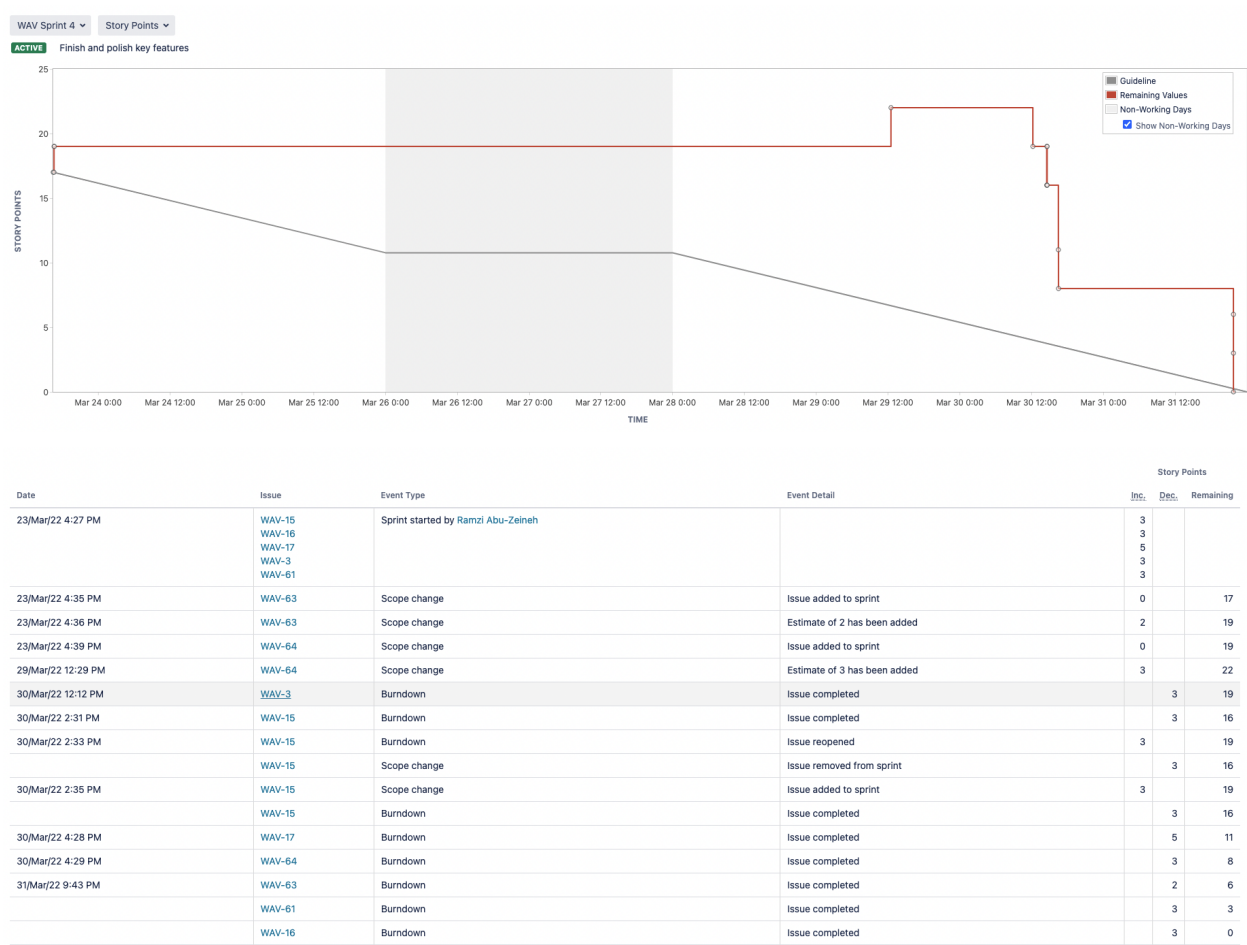 WAV Sprint 4 Story Points
ACTIVE Finish and polish key features
25
20
15
10
5
0
STORY POINTS
Guideline
Remaining Values
Non-Working Days
Show Non-Working Days
Mar 24 0:00 Mar 24 12:00 Mar 25 0:00 Mar 25 12:00 Mar 26 0:00 Mar 26 12:00 Mar 27 0:00 Mar 27 12:00 Mar 28 0:00 Mar 28 12:00 Mar 29 0:00 Mar 29 12:00 Mar 30 0:00 Mar 30 12:00 Mar 31 0:00 Mar 31 12:00
TIME
Story Points
Date Issue Event Type Event Detail Inc. Dec. Remaining
23/Mar/22 4:27 PM WAV-15 Sprint started by Ramzi Abu-Zeineh 3
WAV-16 3
WAV-17 5
WAV-3 3
WAV-61 3
23/Mar/22 4:35 PM WAV-63 Scope change Issue added to sprint 0 17
23/Mar/22 4:36 PM WAV-63 Scope change Estimate of 2 has been added 2 19
23/Mar/22 4:39 PM WAV-64 Scope change Issue added to sprint 0 19
29/Mar/22 12:29 PM WAV-64 Scope change Estimate of 3 has been added 3 22
30/Mar/22 12:12 PM WAV-3 Burndown Issue completed 3 19
30/Mar/22 2:31 PM WAV-15 Burndown Issue completed 3 16
30/Mar/22 2:33 PM WAV-15 Burndown Issue reopened 3 19
WAV-15 Scope change Issue removed from sprint 3 16
30/Mar/22 2:35 PM WAV-15 Scope change Issue added to sprint 3 19
WAV-15 Burndown Issue completed 3 16
30/Mar/22 4:28 PM WAV-17 Burndown Issue completed 5 11
30/Mar/22 4:29 PM WAV-64 Burndown Issue completed 3 8
31/Mar/22 9:43 PM WAV-63 Burndown Issue completed 2 6
WAV-61 Burndown Issue completed 3 3
WAV-16 Burndown Issue completed 3 0